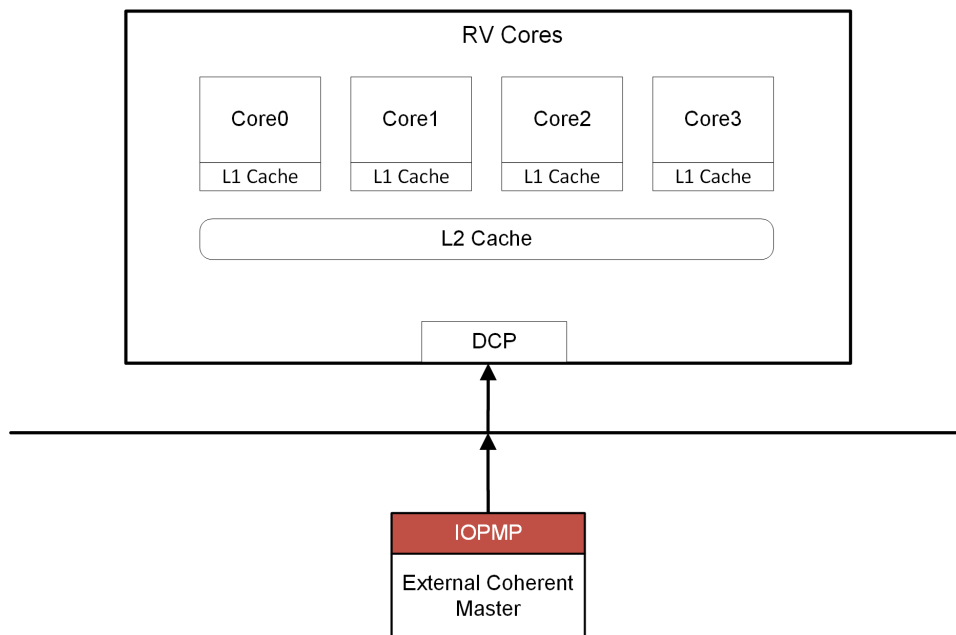 RV Cores
Core0
Core1
Core2
Core3
L1 Cache
L1 Cache
L1 Cache
L1 Cache
L2 Cache
DCP
IOPMP
External Coherent
Master